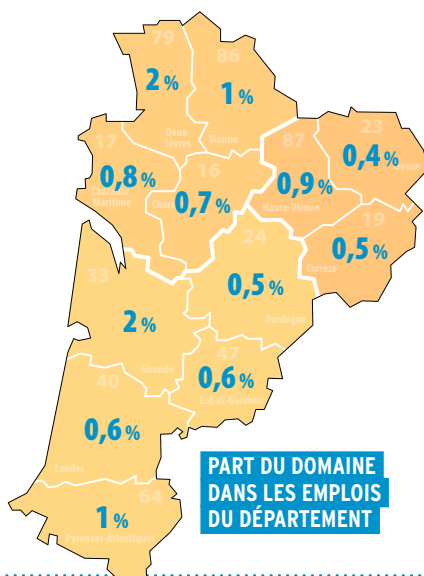 79
86
2 %
1 %
Deux-
Sèvres
Vienne
17
16
87
23
0,8 %
0,7 %
0,9 %
0,4 %
Creuse
Charente
Maritime
Haute-Vienne
19
24
0,5 %
Corrèze
33
0,5 %
2 %
Dordogne
Gironde
47
40
0,6 %
Lot-et-Garonne
0,6 %
Landes
64
1 %
Pyrénées-Atlantiques
PART DU DOMAINE
DANS LES EMPLOIS
DU DÉPARTEMENT